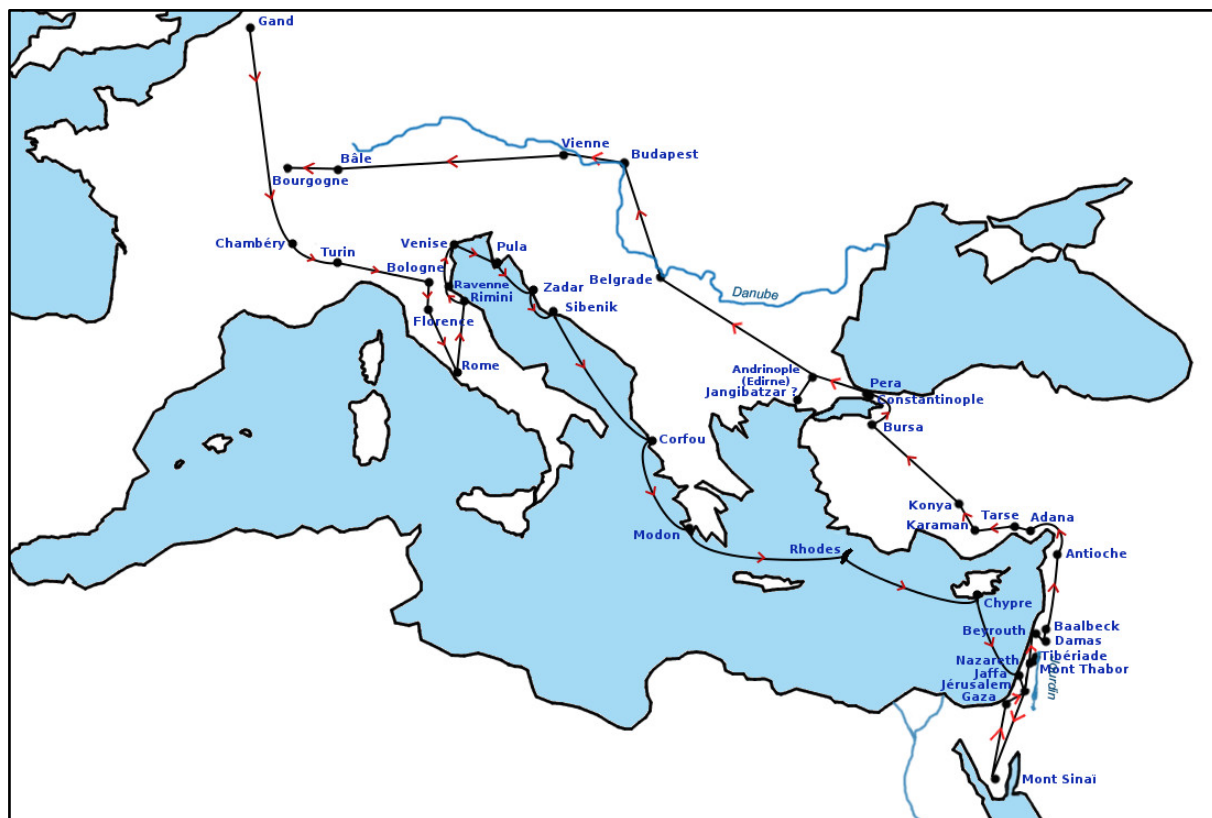 Gand
Vienne
Budapest
Bâle
Bourgogne
Chambéry
Turin
Venise
Pula
Bologne
Ravenne
Rimini
Zadar
Sibenik
Belgrade
Danube
Florence
Rome
Andrinople
(Edirne)
Jangibatzar ?
Pera
Constantinople
Bursa
Corfou
Konya
Karaman
Tarse
Adana
Modon
Rhodes
Antioche
Chypre
Beyrouth
Baalbeck
Damas
Tibériade
Nazareth
Mont Thabor
Jaffa
Jérusalem
Jourdin
Gaza
Mont Sinaï